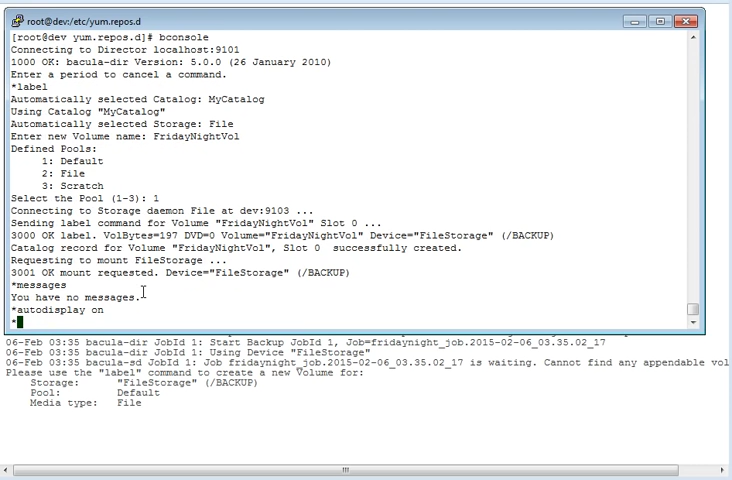 root@dev:/etc/yum.repos.d
[root@dev yum.repos.d]# bconsole
Connecting to Director localhost:9101
1000 OK: bacula-dir Version: 5.0.0 (26 January 2010)
Enter a period to cancel a command.
*label
Automatically selected Catalog: MyCatalog
Using Catalog "MyCatalog"
Automatically selected Storage: File
Enter new Volume name: FridayNightVol
Defined Pools:
     1: Default
     2: File
     3: Scratch
Select the Pool (1-3): 1
Connecting to Storage daemon File at dev:9103 ...
Sending label command for Volume "FridayNightVol" Slot 0 ...
3000 OK label. VolBytes=197 DVD=0 Volume="FridayNightVol" Device="FileStorage" (/BACKUP)
Catalog record for Volume "FridayNightVol", Slot 0  successfully created.
Requesting to mount FileStorage ...
3001 OK mount requested. Device="FileStorage" (/BACKUP)
*messages
You have no messages.
*autodisplay on
*
06-Feb 03:35 bacula-dir JobId 1: Start Backup JobId 1, Job=fridaynight_job.2015-02-06_03.35.02_17
06-Feb 03:35 bacula-dir JobId 1: Using Device "FileStorage"
06-Feb 03:35 bacula-sd JobId 1: Job fridaynight_job.2015-02-06_03.35.02_17 is waiting. Cannot find any appendable vol
Please use the "label" command to create a new Volume for:
    Storage:      "FileStorage" (/BACKUP)
    Pool:         Default
    Media type:   File